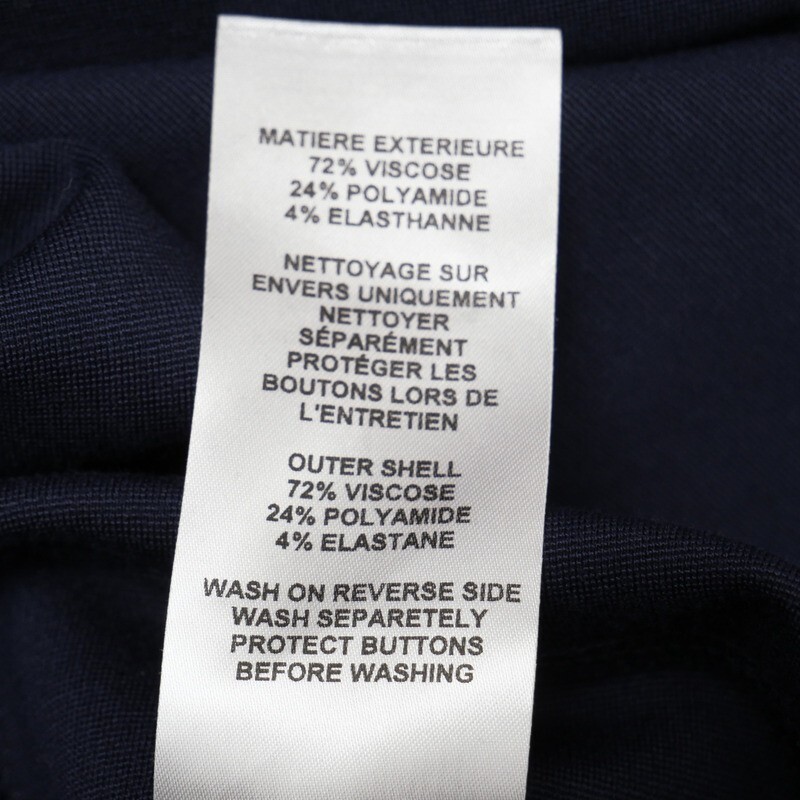 MATIERE EXTERIEURE
72% VISCOSE
24% POLYAMIDE
4% ELASTHANNE
NETTOYAGE SUR
ENVERS UNIQUEMENT
NETTOYER
SÉPARÉMENT
PROTÉGER LES
BOUTONS LORS DE
L'ENTRETIEN
OUTER SHELL
72% VISCOSE
24% POLYAMIDE
4% ELASTANE
WASH ON REVERSE SIDE
WASH SEPARETELY
PROTECT BUTTONS
BEFORE WASHING